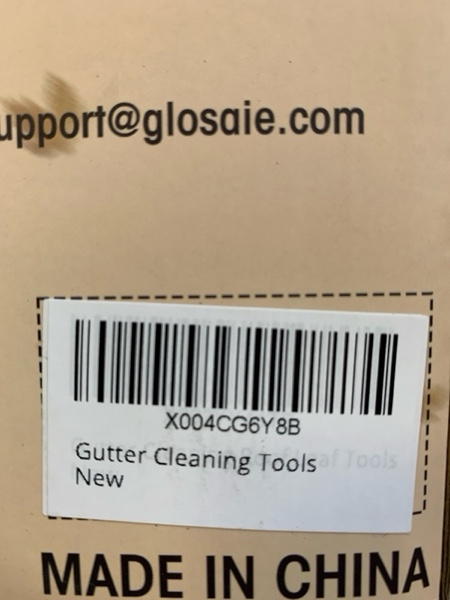 upport@glosaie.com
X004CG6Y8B
Gutter Cleaning Tools
New
MADE IN CHINA